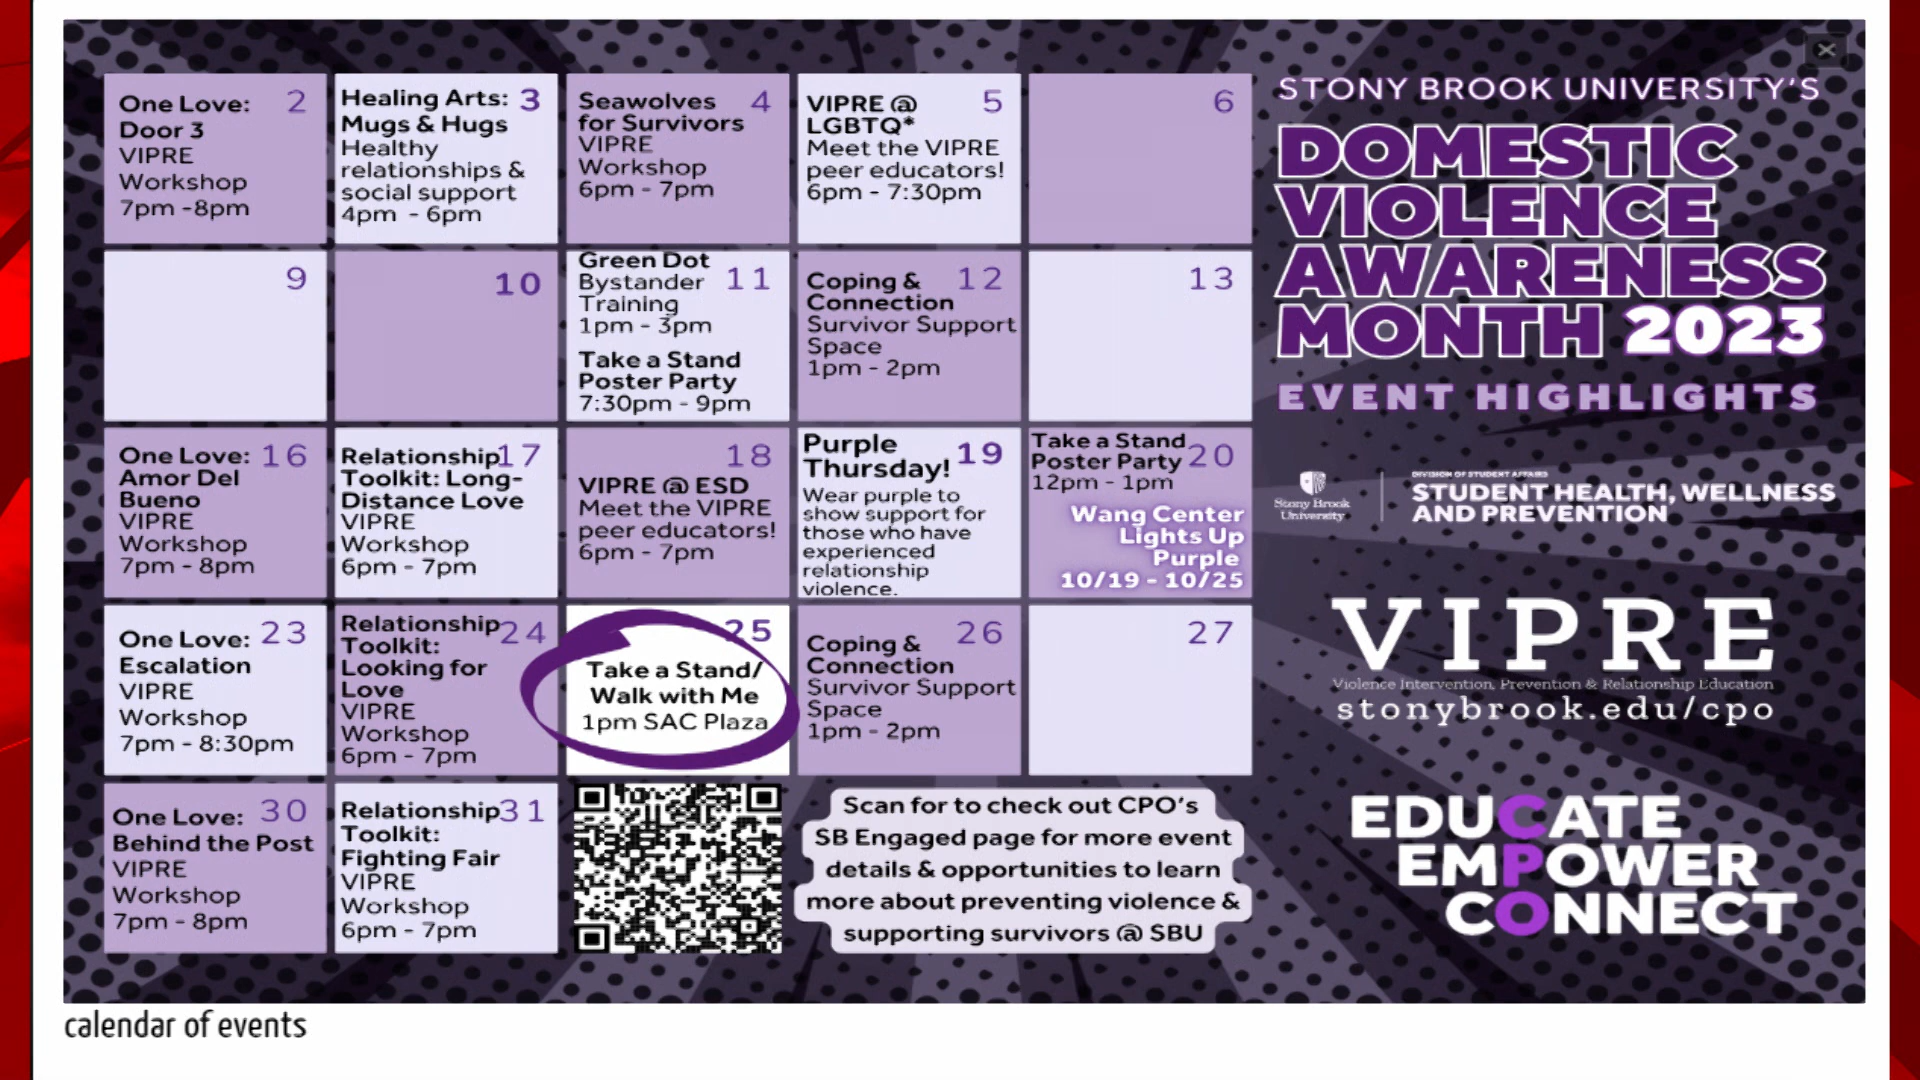 One Love: 2
Door 3
VIPRE
Workshop
7pm -8pm
Healing Arts: 3
Mugs & Hugs
Healthy
relationships &
social support
4pm - 6pm
Seawolves 4
for Survivors
VIPRE
Workshop
6pm - 7pm
VIPRE @ 5
LGBTQ*
Meet the VIPRE
peer educators!
6pm - 7:30pm
6
9
10
Green Dot
Bystander 11
Training
1pm - 3pm
Take a Stand
Poster Party
7:30pm - 9pm
Coping & 12
Connection
Survivor Support
Space
1pm - 2pm
13
One Love: 16
Amor Del
Bueno
VIPRE
Workshop
7pm - 8pm
Relationship 17
Toolkit: Long-
Distance Love
VIPRE
Workshop
6pm - 7pm
18
VIPRE @ ESD
Meet the VIPRE
peer educators!
6pm - 7pm
Purple
Thursday! 19
Wear purple to
show support for
those who have
experienced
relationship
violence.
Take a Stand
Poster Party 20
12pm - 1pm
Wang Center
Lights Up
Purple
10/19 - 10/25
One Love: 23
Escalation
VIPRE
Workshop
7pm - 8:30pm
Relationship 24
Toolkit:
Looking for
Love
VIPRE
Workshop
6pm - 7pm
25
Take a Stand/
Walk with Me
1pm SAC Plaza
Coping & 26
Connection
Survivor Support
Space
1pm - 2pm
27
One Love: 30
Behind the Post
VIPRE
Workshop
7pm - 8pm
Relationship 31
Toolkit:
Fighting Fair
VIPRE
Workshop
6pm - 7pm
Scan for to check out CPO's
SB Engaged page for more event
details & opportunities to learn
more about preventing violence &
supporting survivors @ SBU
STONY BROOK UNIVERSITY'S
DOMESTIC
VIOLENCE
AWARENESS
MONTH 2023
EVENT HIGHLIGHTS
Stony Brook
University
DIVISION OF STUDENT AFFAIRS
STUDENT HEALTH, WELLNESS
AND PREVENTION
VIPRE
Violence Intervention, Prevention & Relationship Education
stonybrook.edu/cpo
EDUCATE
EMPOWER
CONNECT
calendar of events